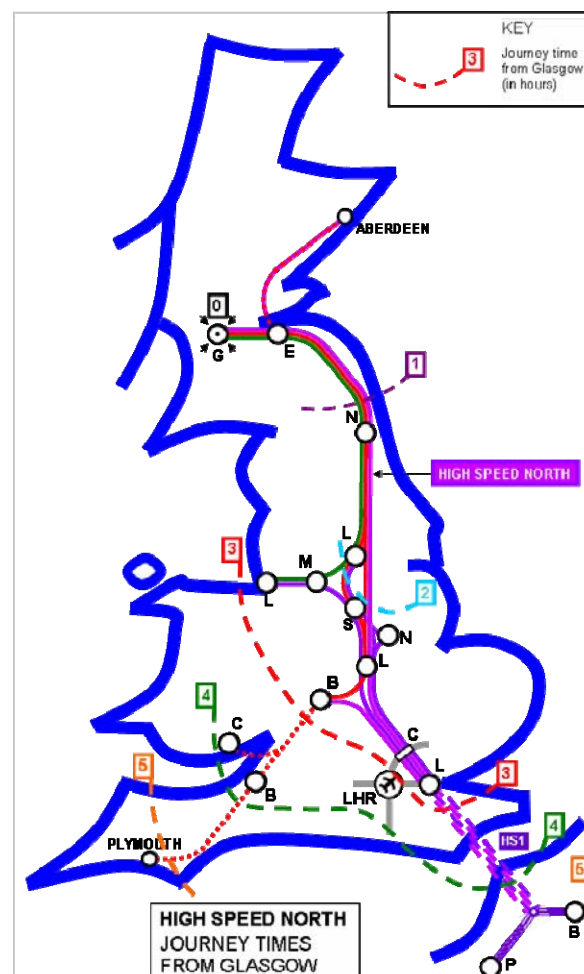 KEY
3
Journey time
from Glasgow
(in hours)
ABERDEEN
0
G
E
1
N
HIGH SPEED NORTH
3
L
M
L
2
S
N
L
B
4
C
C
5
B
LHR
L
3
PLYMOUTH
HS1
4
5
B
P
HIGH SPEED NORTH
JOURNEY TIMES
FROM GLASGOW